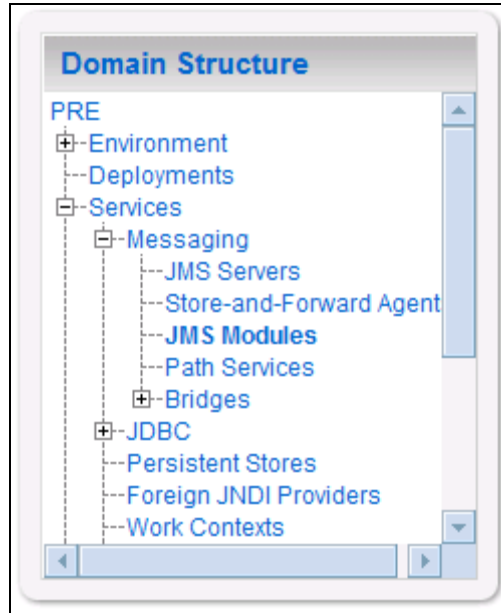 Domain Structure
PRE
Environment
Deployments
Services
Messaging
JMS Servers
Store-and-Forward Agent
JMS Modules
Path Services
Bridges
JDBC
Persistent Stores
Foreign JNDI Providers
Work Contexts